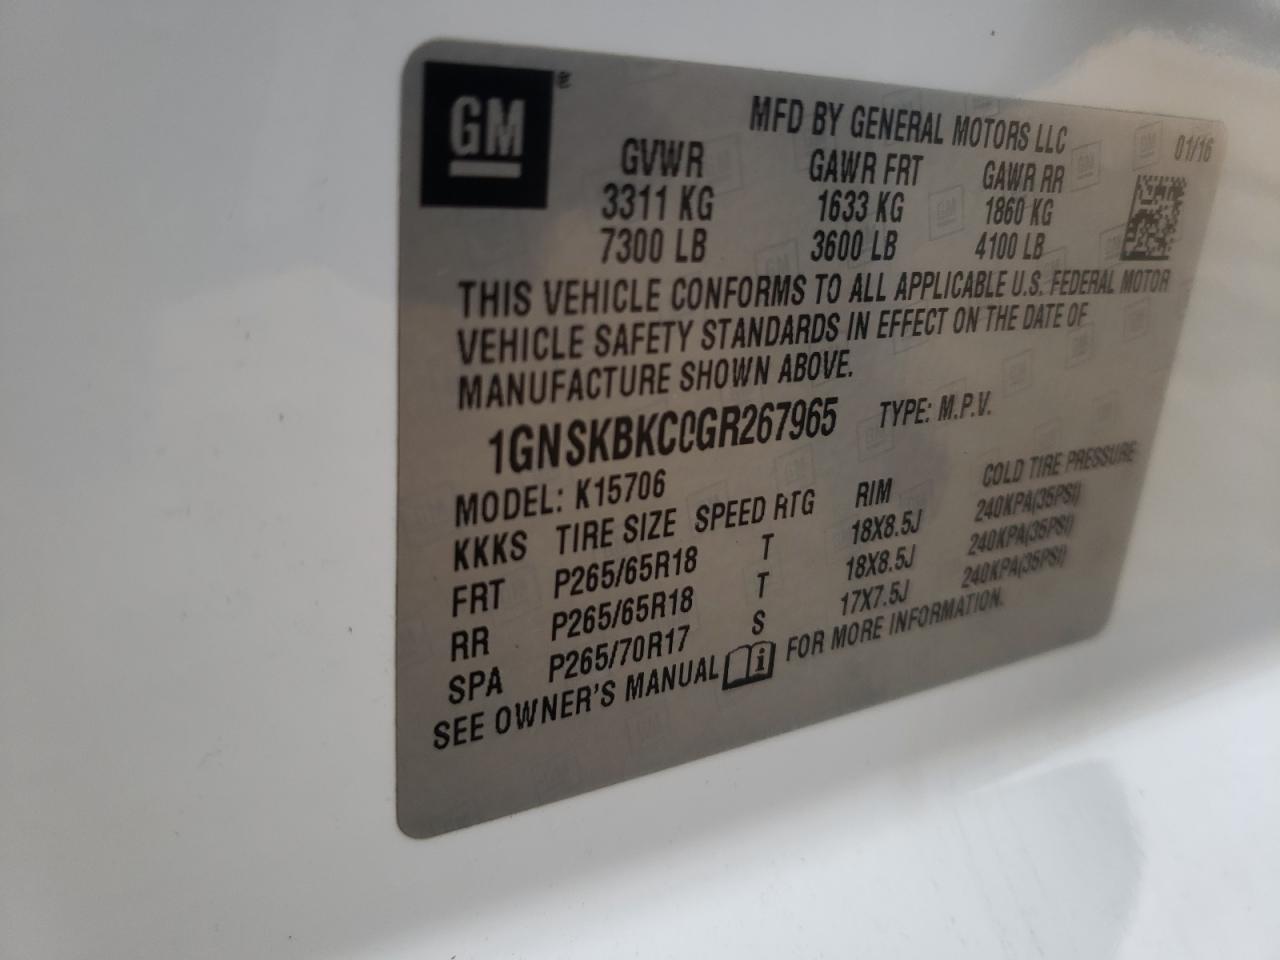 GM ®
MFD BY GENERAL MOTORS LLC
01/16
GVWR GAWR FRT GAWR RR
3311 KG 1633 KG 1860 KG
7300 LB 3600 LB 4100 LB
THIS VEHICLE CONFORMS TO ALL APPLICABLE U.S. FEDERAL MOTOR
VEHICLE SAFETY STANDARDS IN EFFECT ON THE DATE OF
MANUFACTURE SHOWN ABOVE.
1GNSKBKC0GR267965 TYPE: M.P.V.
MODEL: K15706
KKKS TIRE SIZE SPEED RTG RIM COLD TIRE PRESSURE
FRT P265/65R18 T 18X8.5J 240KPA(35PSI)
RR P265/65R18 T 18X8.5J 240KPA(35PSI)
SPA P265/70R17 S 17X7.5J 240KPA(35PSI)
SEE OWNER'S MANUAL FOR MORE INFORMATION.